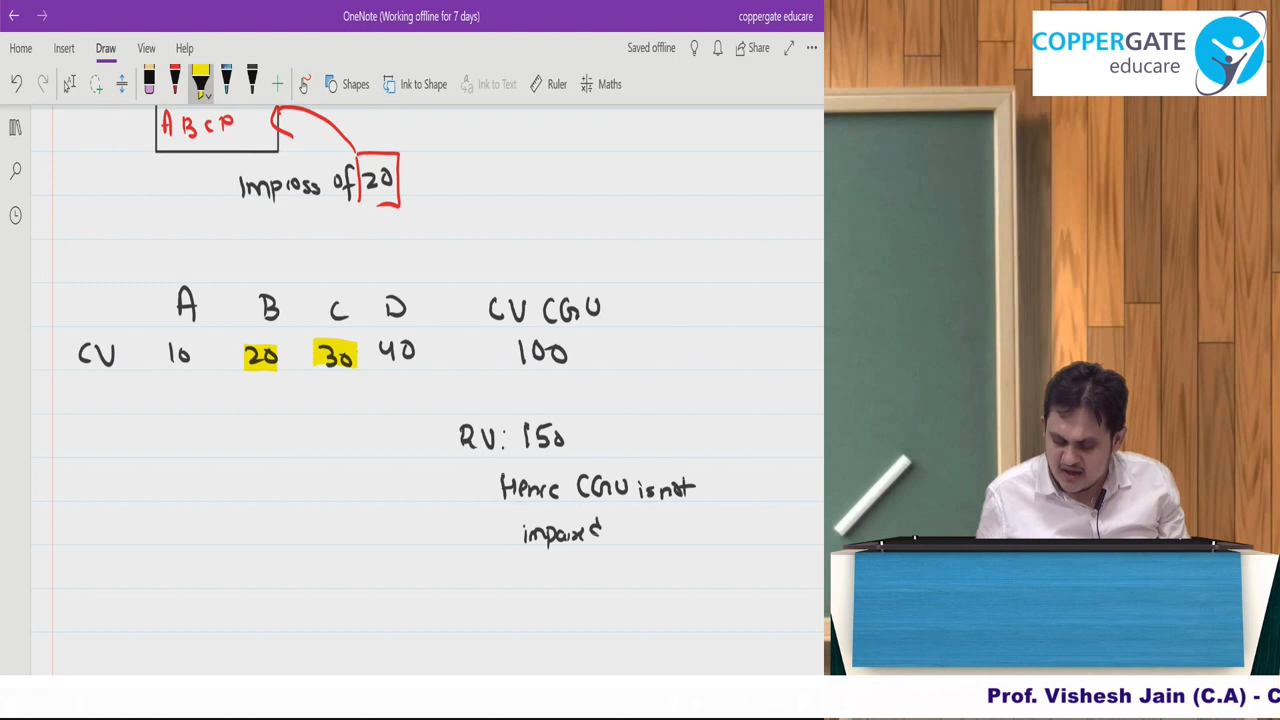 OneNote (Working offline for 7 days)
coppergate educare
Home Insert Draw View Help
Saved offline
Share
Shapes
Ink to Shape
Ink to Text
Ruler
Maths
COPPERGATE
educare
A B C D
Imp loss of 20
A B C D CV CGU
CV 10 20 30 40 100
RV: 150
Hence CGU is not
impaired
Prof. Vishesh Jain (C.A) - C